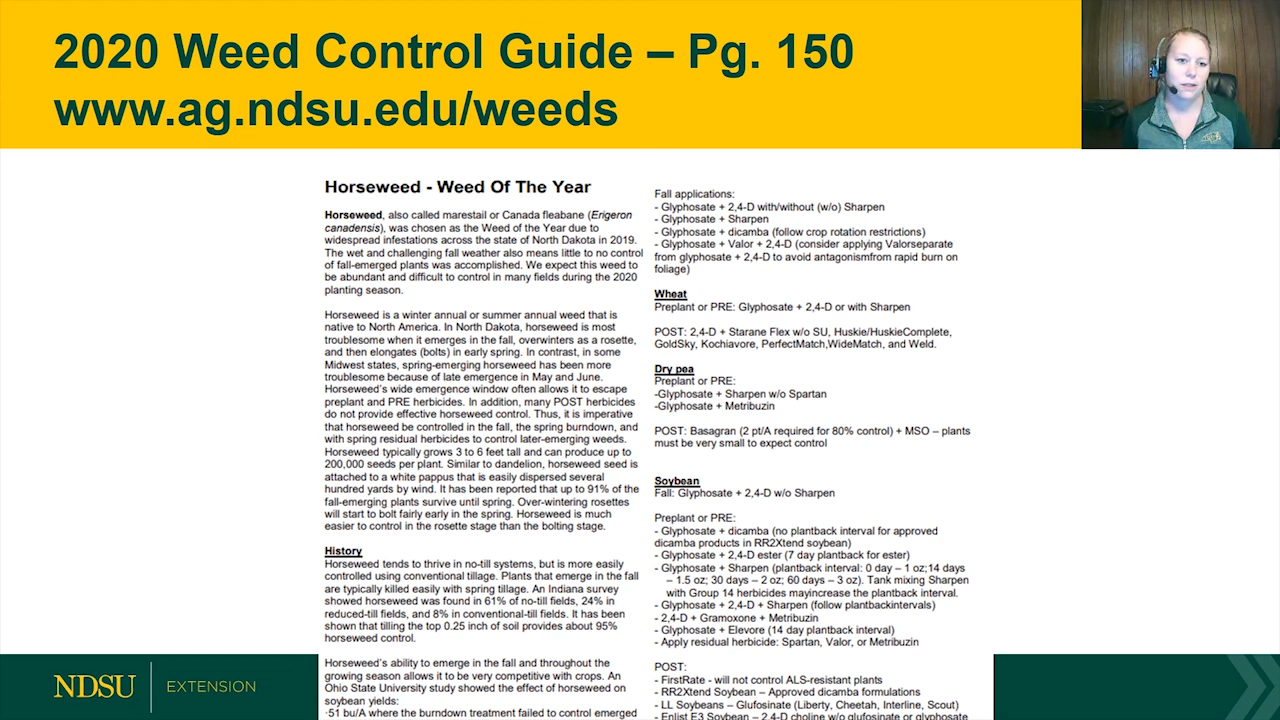 2020 Weed Control Guide – Pg. 150
www.ag.ndsu.edu/weeds
Horseweed - Weed Of The Year
Horseweed, also called marestail or Canada fleabane (Erigeron
canadensis), was chosen as the Weed of the Year due to
widespread infestations across the state of North Dakota in 2019.
The wet and challenging fall weather also means little to no control
of fall-emerged plants was accomplished. We expect this weed to
be abundant and difficult to control in many fields during the 2020
planting season.
Horseweed is a winter annual or summer annual weed that is
native to North America. In North Dakota, horseweed is most
troublesome when it emerges in the fall, overwinters as a rosette,
and then elongates (bolts) in early spring. In contrast, in some
Midwest states, spring-emerging horseweed has been more
troublesome because of late emergence in May and June.
Horseweed's wide emergence window often allows it to escape
preplant and PRE herbicides. In addition, many POST herbicides
do not provide effective horseweed control. Thus, it is imperative
that horseweed be controlled in the fall, the spring burndown, and
with spring residual herbicides to control later-emerging weeds.
Horseweed typically grows 3 to 6 feet tall and can produce up to
200,000 seeds per plant. Similar to dandelion, horseweed seed is
attached to a white pappus that is easily dispersed several
hundred yards by wind. It has been reported that up to 91% of the
fall-emerging plants survive until spring. Over-wintering rosettes
will start to bolt fairly early in the spring. Horseweed is much
easier to control in the rosette stage than the bolting stage.
History
Horseweed tends to thrive in no-till systems, but is more easily
controlled using conventional tillage. Plants that emerge in the fall
are typically killed easily with spring tillage. An Indiana survey
showed horseweed was found in 61% of no-till fields, 24% in
reduced-till fields, and 8% in conventional-till fields. It has been
shown that tilling the top 0.25 inch of soil provides about 95%
horseweed control.
Horseweed's ability to emerge in the fall and throughout the
growing season allows it to be very competitive with crops. An
Ohio State University study showed the effect of horseweed on
soybean yields:
·51 bu/A where the burndown treatment failed to control emerged
Fall applications:
- Glyphosate + 2,4-D with/without (w/o) Sharpen
- Glyphosate + Sharpen
- Glyphosate + dicamba (follow crop rotation restrictions)
- Glyphosate + Valor + 2,4-D (consider applying Valorseparate
from glyphosate + 2,4-D to avoid antagonismfrom rapid burn on
foliage)
Wheat
Preplant or PRE: Glyphosate + 2,4-D or with Sharpen
POST: 2,4-D + Starane Flex w/o SU, Huskie/HuskieComplete,
GoldSky, Kochiavore, PerfectMatch,WideMatch, and Weld.
Dry pea
Preplant or PRE:
-Glyphosate + Sharpen w/o Spartan
-Glyphosate + Metribuzin
POST: Basagran (2 pt/A required for 80% control) + MSO – plants
must be very small to expect control
Soybean
Fall: Glyphosate + 2,4-D w/o Sharpen
Preplant or PRE:
- Glyphosate + dicamba (no plantback interval for approved
dicamba products in RR2Xtend soybean)
- Glyphosate + 2,4-D ester (7 day plantback for ester)
- Glyphosate + Sharpen (plantback interval: 0 day – 1 oz;14 days
– 1.5 oz; 30 days – 2 oz; 60 days – 3 oz). Tank mixing Sharpen
with Group 14 herbicides mayincrease the plantback interval.
- Glyphosate + 2,4-D + Sharpen (follow plantbackintervals)
- 2,4-D + Gramoxone + Metribuzin
- Glyphosate + Elevore (14 day plantback interval)
- Apply residual herbicide: Spartan, Valor, or Metribuzin
POST:
- FirstRate - will not control ALS-resistant plants
- RR2Xtend Soybean – Approved dicamba formulations
- LL Soybeans – Glufosinate (Liberty, Cheetah, Interline, Scout)
- Enlist E3 Soybean – 2,4-D choline w/o glufosinate or glyphosate
NDSU EXTENSION